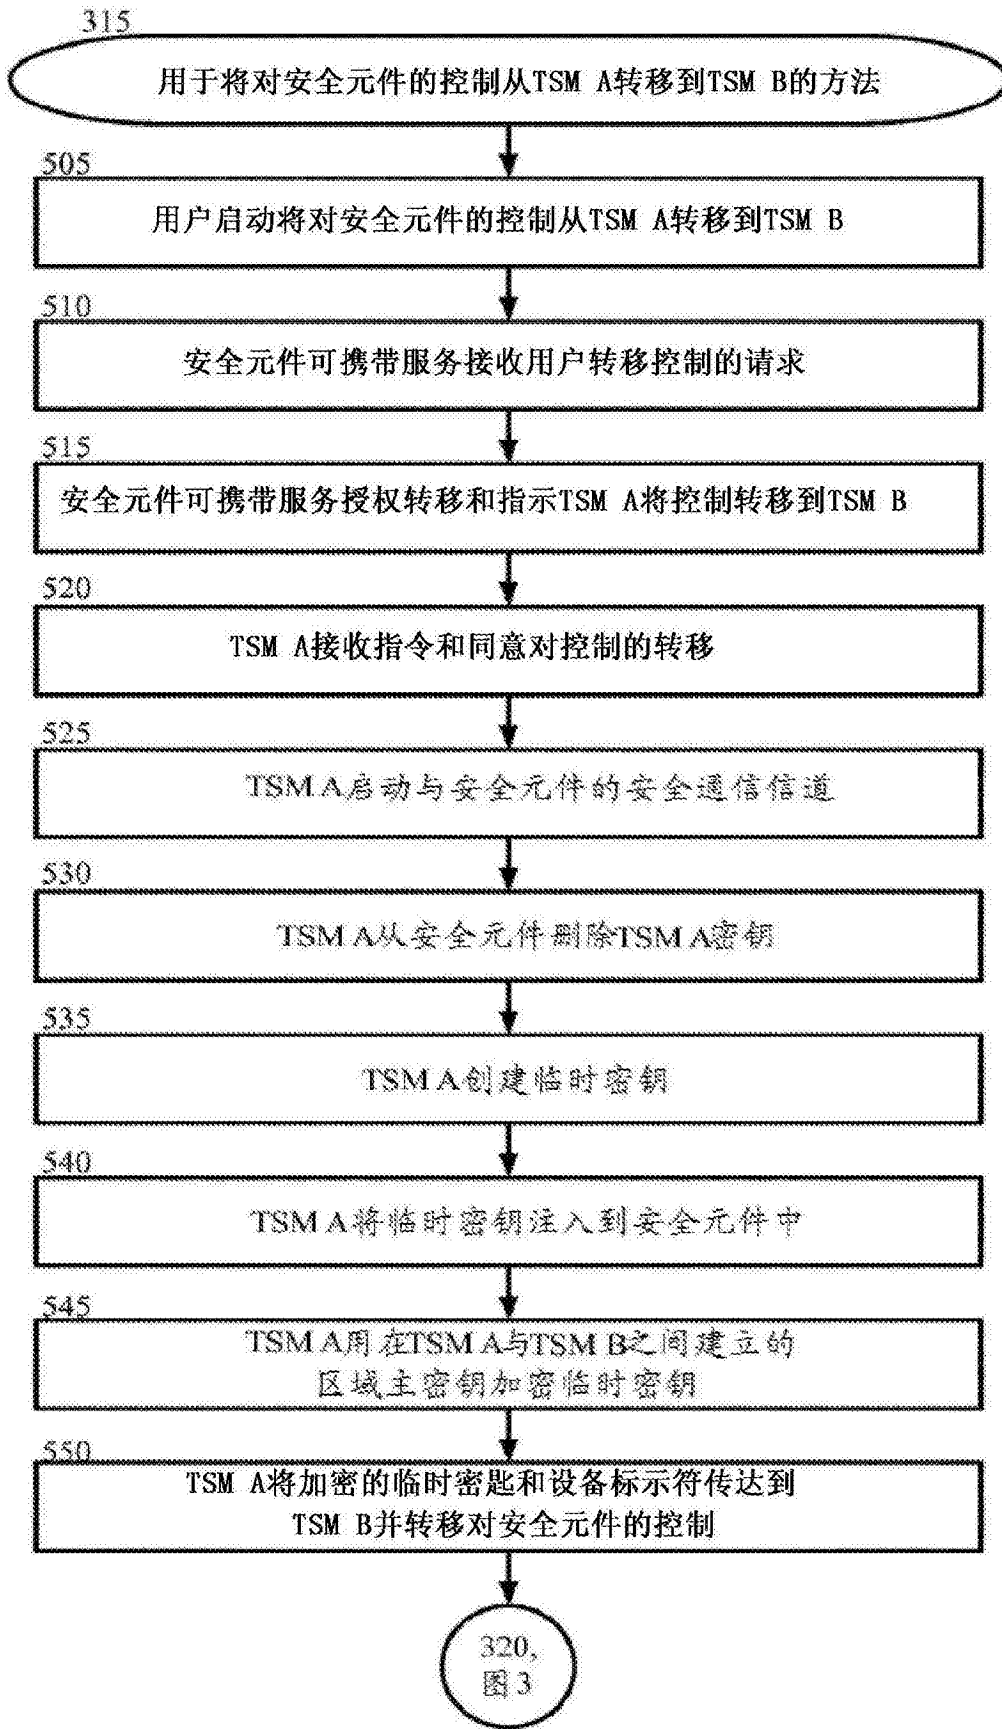 315
用于将对安全元件的控制从TSM A转移到TSM B的方法
505
用户启动将对安全元件的控制从TSM A转移到TSM B
510
安全元件可携带服务接收用户转移控制的请求
515
安全元件可携带服务授权转移和指示TSM A将控制转移到TSM B
520
TSM A接收指令和同意对控制的转移
525
TSM A启动与安全元件的安全通信信道
530
TSM A从安全元件删除TSM A密钥
535
TSM A创建临时密钥
540
TSM A将临时密钥注入到安全元件中
545
TSM A用在TSM A与TSM B之间建立的
区域主密钥加密临时密钥
550
TSM A将加密的临时密匙和设备标示符传达到
TSM B并转移对安全元件的控制
320,
图 3